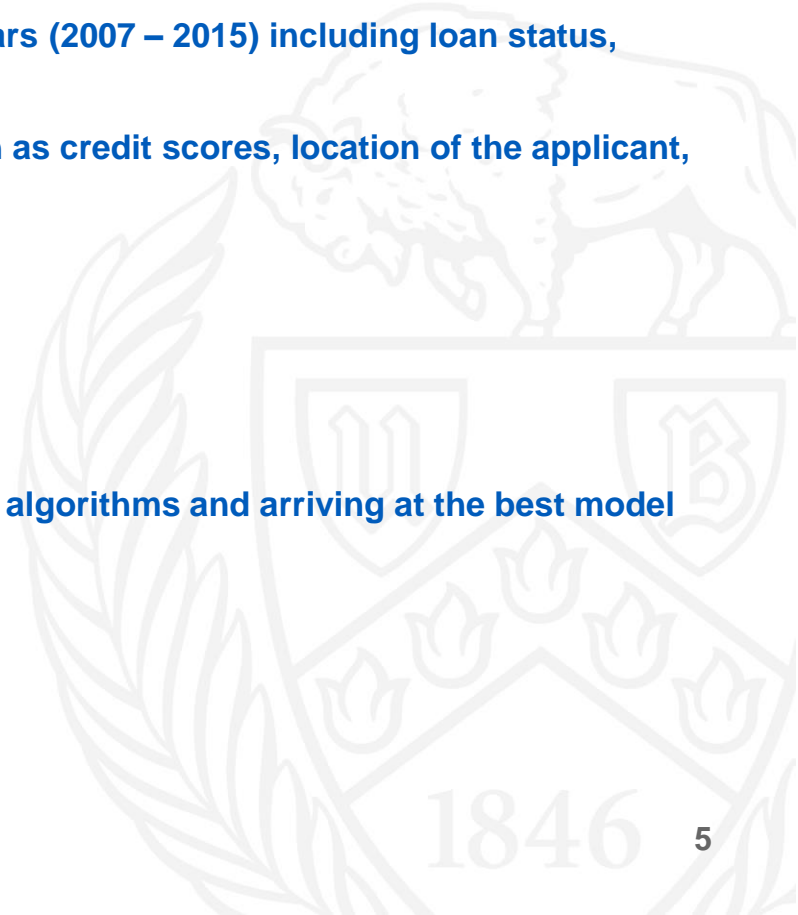 ars (2007 – 2015) including loan status,
as credit scores, location of the applicant,
algorithms and arriving at the best model
U B
1846
5